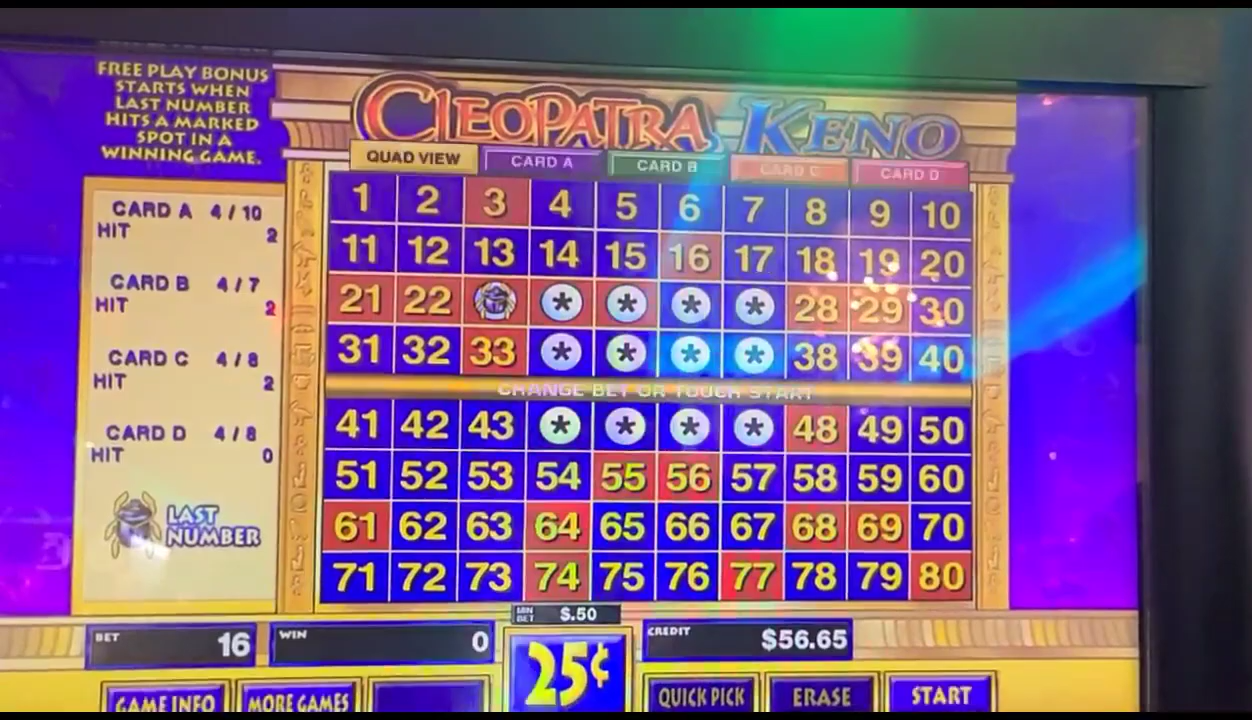 FREE PLAY BONUS
STARTS WHEN
LAST NUMBER
HITS A MARKED
SPOT IN A
WINNING GAME.
CLEOPATRA KENO
QUAD VIEW CARD A CARD B CARD C CARD D
CARD A 4/10
HIT 2
CARD B 4/7
HIT 2
CARD C 4/8
HIT 2
CARD D 4/8
HIT 0
LAST
NUMBER
1 2 3 4 5 6 7 8 9 10
11 12 13 14 15 16 17 18 19 20
21 22 * * * * 28 29 30
31 32 33 * * * * 38 39 40
CHANGE BET OR TOUCH START
41 42 43 * * * * 48 49 50
51 52 53 54 55 56 57 58 59 60
61 62 63 64 65 66 67 68 69 70
71 72 73 74 75 76 77 78 79 80
MIN BET $.50
BET 16 WIN 0 25¢ CREDIT $56.65
GAME INFO MORE GAMES QUICK PICK ERASE START